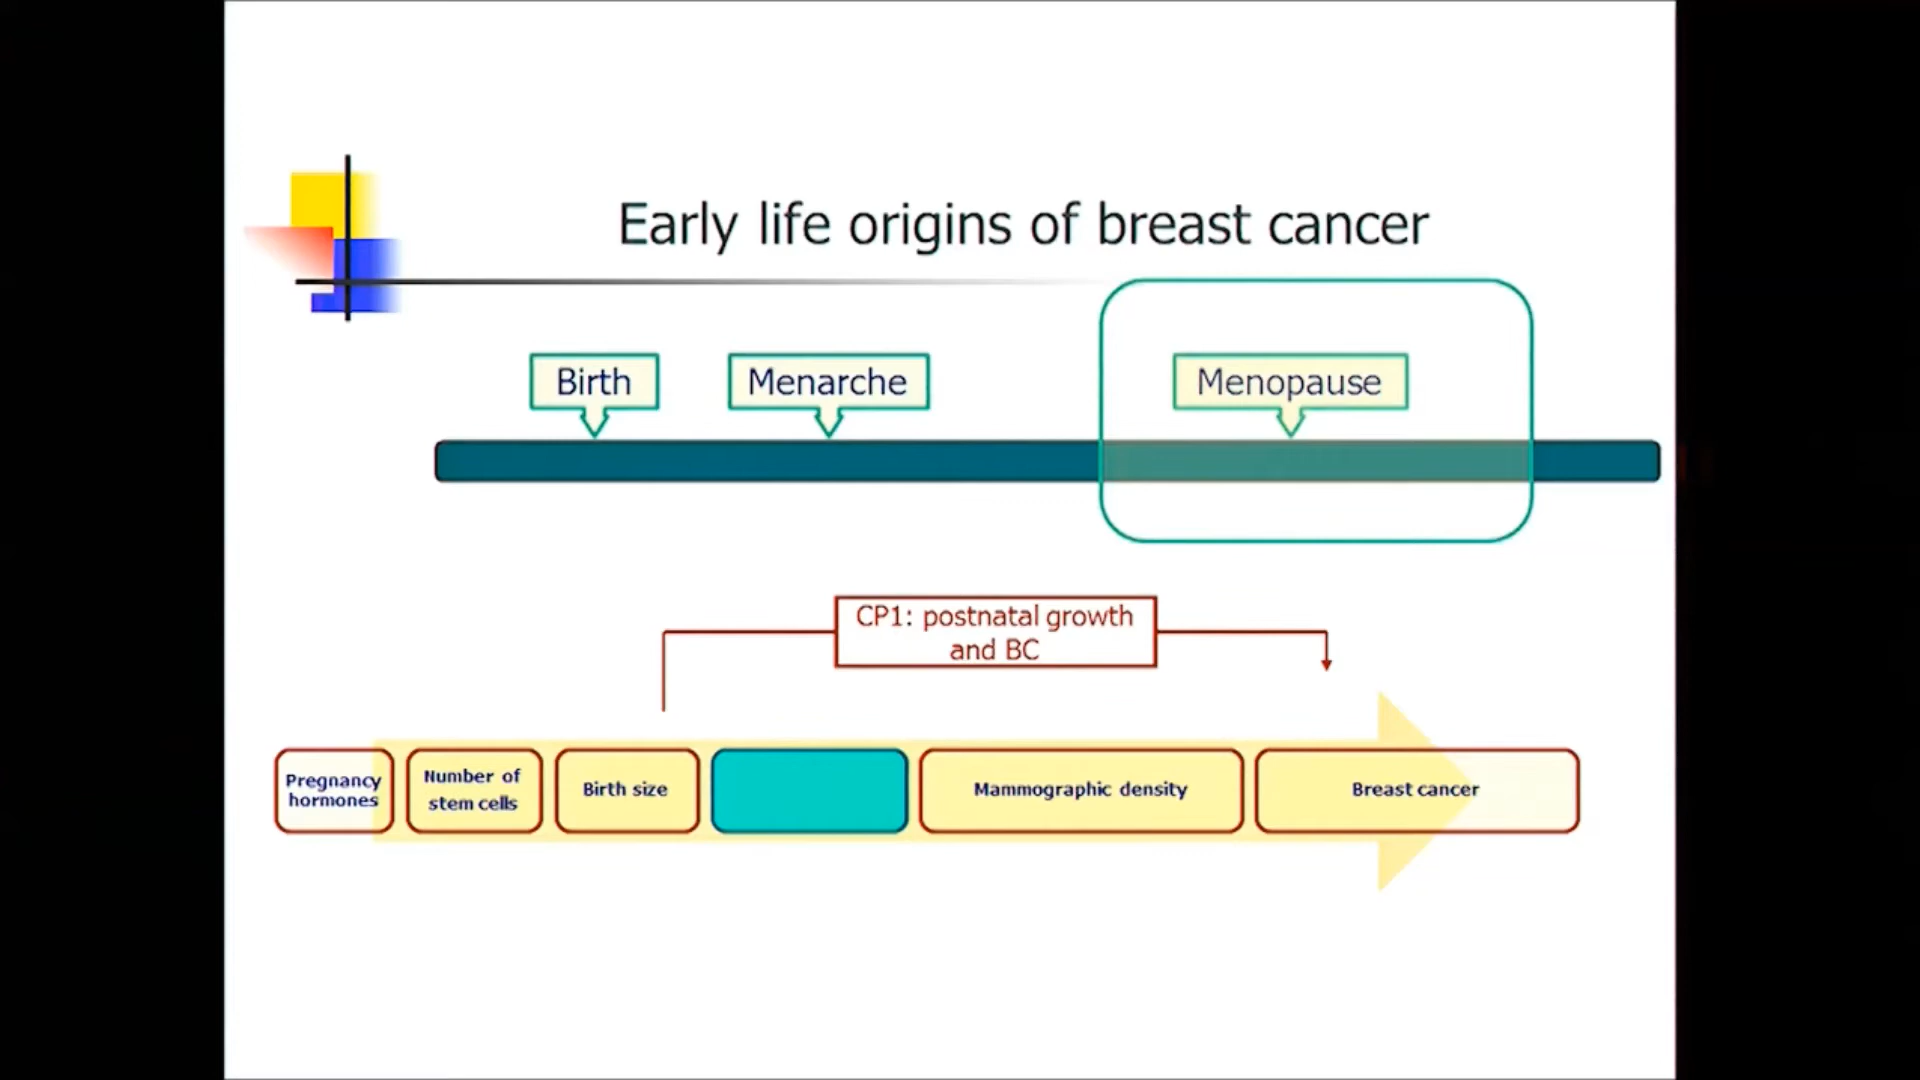 Early life origins of breast cancer
Birth
Menarche
Menopause
CP1: postnatal growth
and BC
Pregnancy
hormones
Number of
stem cells
Birth size
Mammographic density
Breast cancer